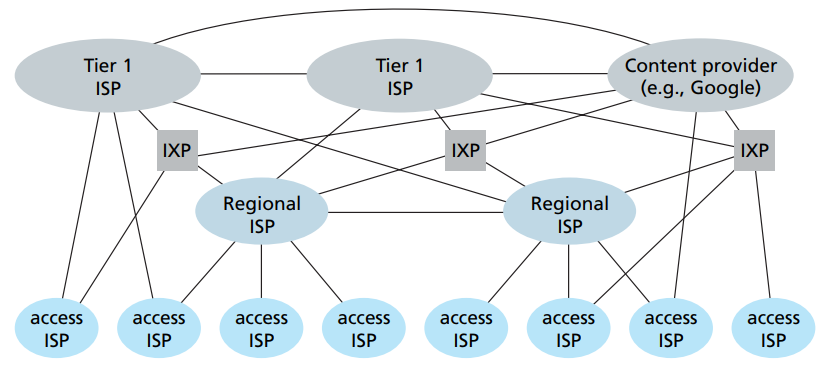 Tier 1
ISP
Tier 1
ISP
Content provider
(e.g., Google)
IXP
IXP
IXP
Regional
ISP
Regional
ISP
access
ISP
access
ISP
access
ISP
access
ISP
access
ISP
access
ISP
access
ISP
access
ISP